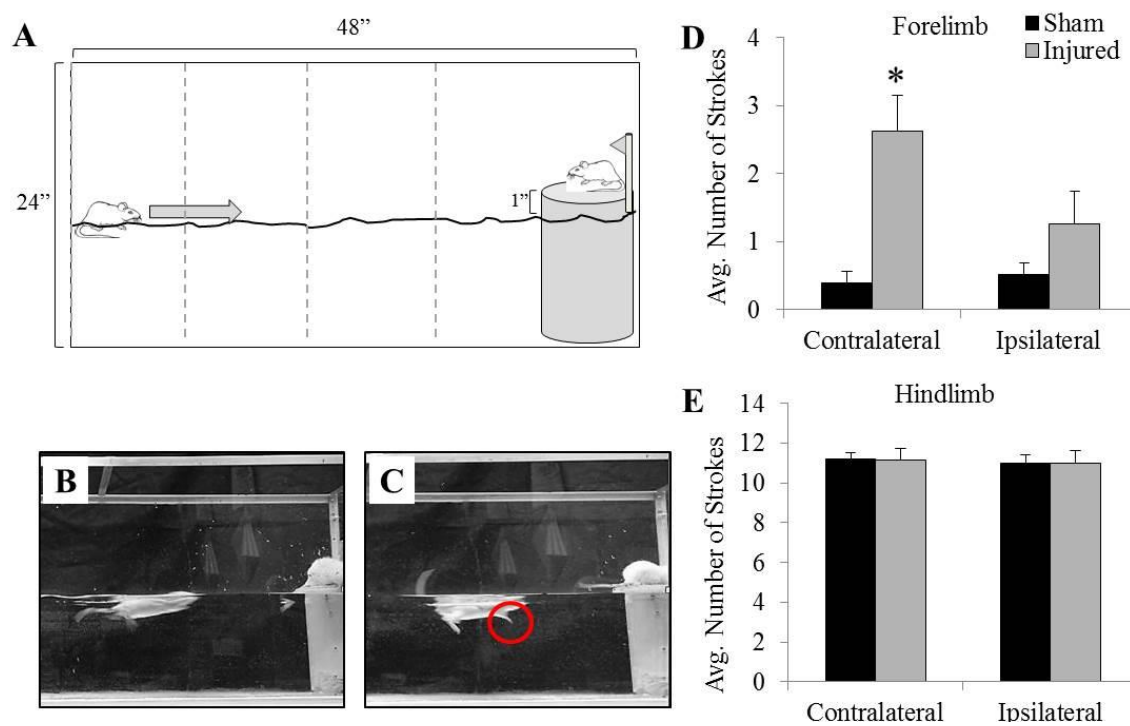 A
48”
24”
1”
B
C
D
Forelimb
Sham
Injured
Avg. Number of Strokes
4
3
2
1
0
*
Contralateral Ipsilateral
E
Hindlimb
Avg. Number of Strokes
14
12
10
8
6
4
2
0
Contralateral Ipsilateral